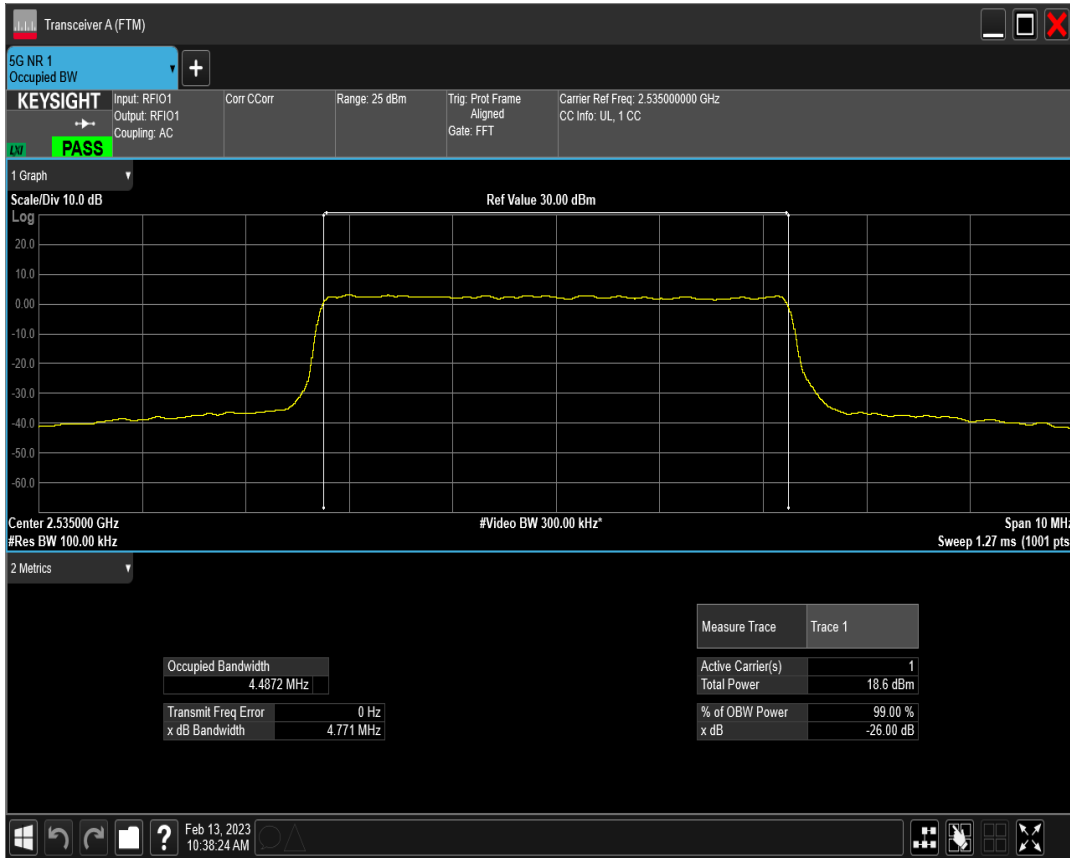 Transceiver A (FTM)
5G NR 1
Occupied BW
+
KEYSIGHT
LXI
PASS
Input: RFIO1
Output: RFIO1
Coupling: AC
Corr CCorr
Range: 25 dBm
Trig: Prot Frame
Aligned
Gate: FFT
Carrier Ref Freq: 2.535000000 GHz
CC Info: UL, 1 CC
1 Graph
Scale/Div 10.0 dB
Ref Value 30.00 dBm
Log
20.0
10.0
0.00
-10.0
-20.0
-30.0
-40.0
-50.0
-60.0
Center 2.535000 GHz
#Video BW 300.00 kHz*
Span 10 MHz
#Res BW 100.00 kHz
Sweep 1.27 ms (1001 pts
2 Metrics
Measure Trace Trace 1
Occupied Bandwidth
4.4872 MHz
Active Carrier(s) 1
Total Power 18.6 dBm
Transmit Freq Error 0 Hz
x dB Bandwidth 4.771 MHz
% of OBW Power 99.00 %
x dB -26.00 dB
?
Feb 13, 2023
10:38:24 AM